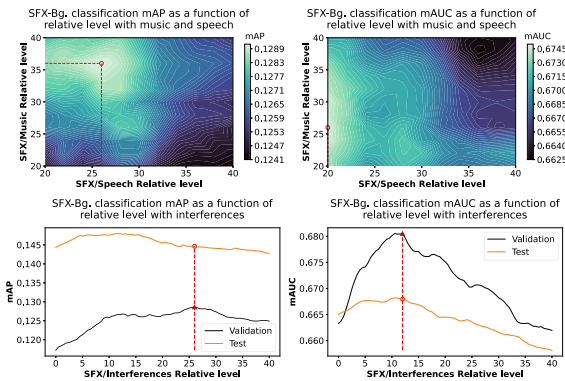 SFX-Bg. classification mAP as a function of
relative level with music and speech
mAP
SFX/Music Relative level
40
35
30
25
20
20 25 30 35 40
SFX/Speech Relative level
0.1289
0.1283
0.1277
0.1271
0.1265
0.1259
0.1253
0.1247
0.1241
SFX-Bg. classification mAUC as a function of
relative level with music and speech
mAUC
SFX/Music Relative level
40
35
30
25
20
20 25 30 35 40
SFX/Speech Relative level
0.6745
0.6730
0.6715
0.6700
0.6685
0.6670
0.6655
0.6640
0.6625
SFX-Bg. classification mAP as a function of
relative level with interferences
mAP
0.145
0.140
0.135
0.130
0.125
0.120
0 5 10 15 20 25 30 35 40
SFX/Interferences Relative level
Validation
Test
SFX-Bg. classification mAUC as a function of
relative level with interferences
mAUC
0.680
0.675
0.670
0.665
0.660
0 5 10 15 20 25 30 35 40
SFX/Interferences Relative level
Validation
Test